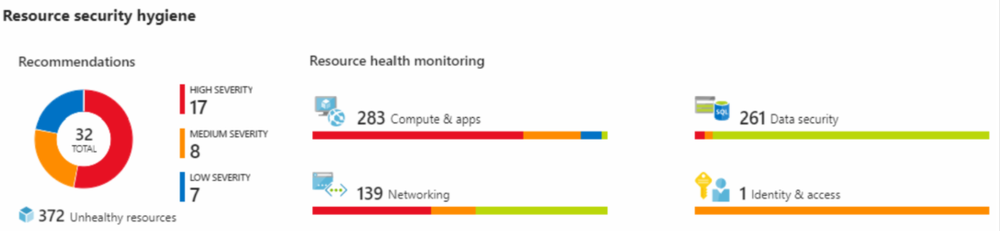 Resource security hygiene
Recommendations
32
TOTAL
HIGH SEVERITY
17
MEDIUM SEVERITY
8
LOW SEVERITY
7
372 Unhealthy resources
Resource health monitoring
283 Compute & apps
SQL
261 Data security
139 Networking
1 Identity & access